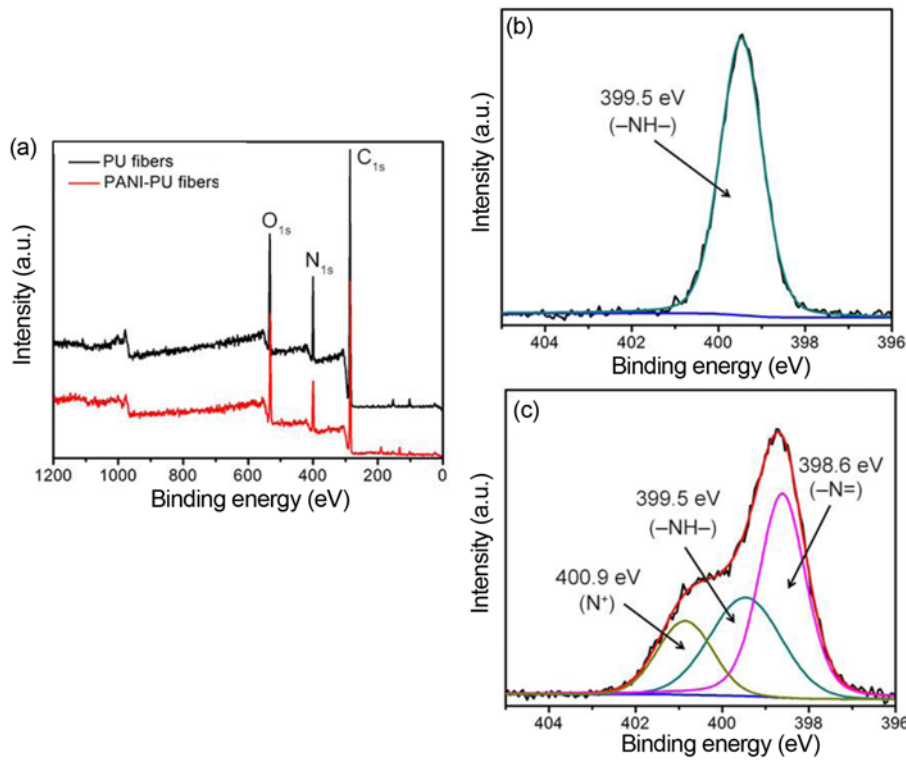 (a)
PU fibers
PANI-PU fibers
C1s
O1s
N1s
Intensity (a.u.)
1200 1000 800 600 400 200 0
Binding energy (eV)
(b)
399.5 eV
(–NH–)
Intensity (a.u.)
404 402 400 398 396
Binding energy (eV)
(c)
398.6 eV
(–N=)
399.5 eV
(–NH–)
400.9 eV
(N⁺)
Intensity (a.u.)
404 402 400 398 396
Binding energy (eV)